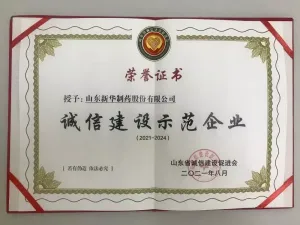 荣誉证书
授予：山东新华制药股份有限公司
诚信建设示范企业
(2021-2024)
山东省诚信建设促进会
二〇二一年八月